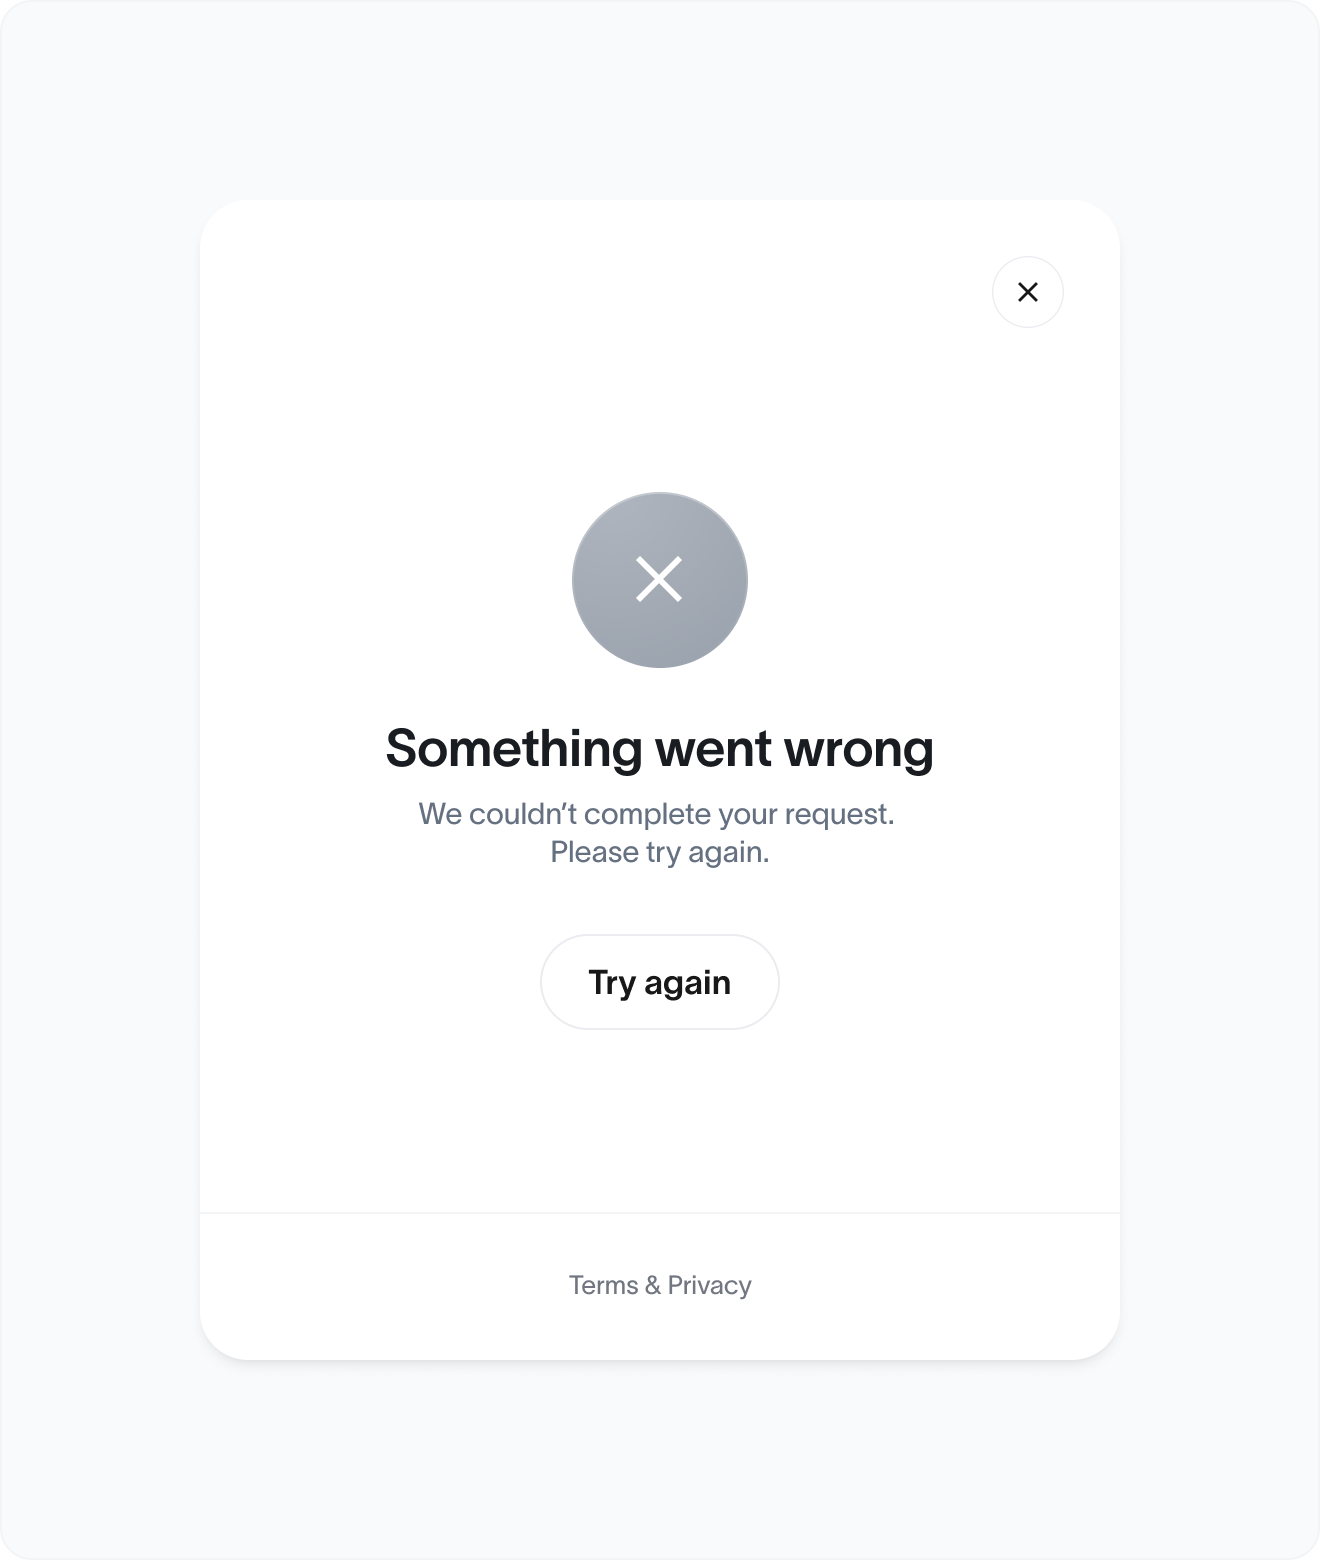 Something went wrong
We couldn’t complete your request.
Please try again.
Try again
Terms & Privacy